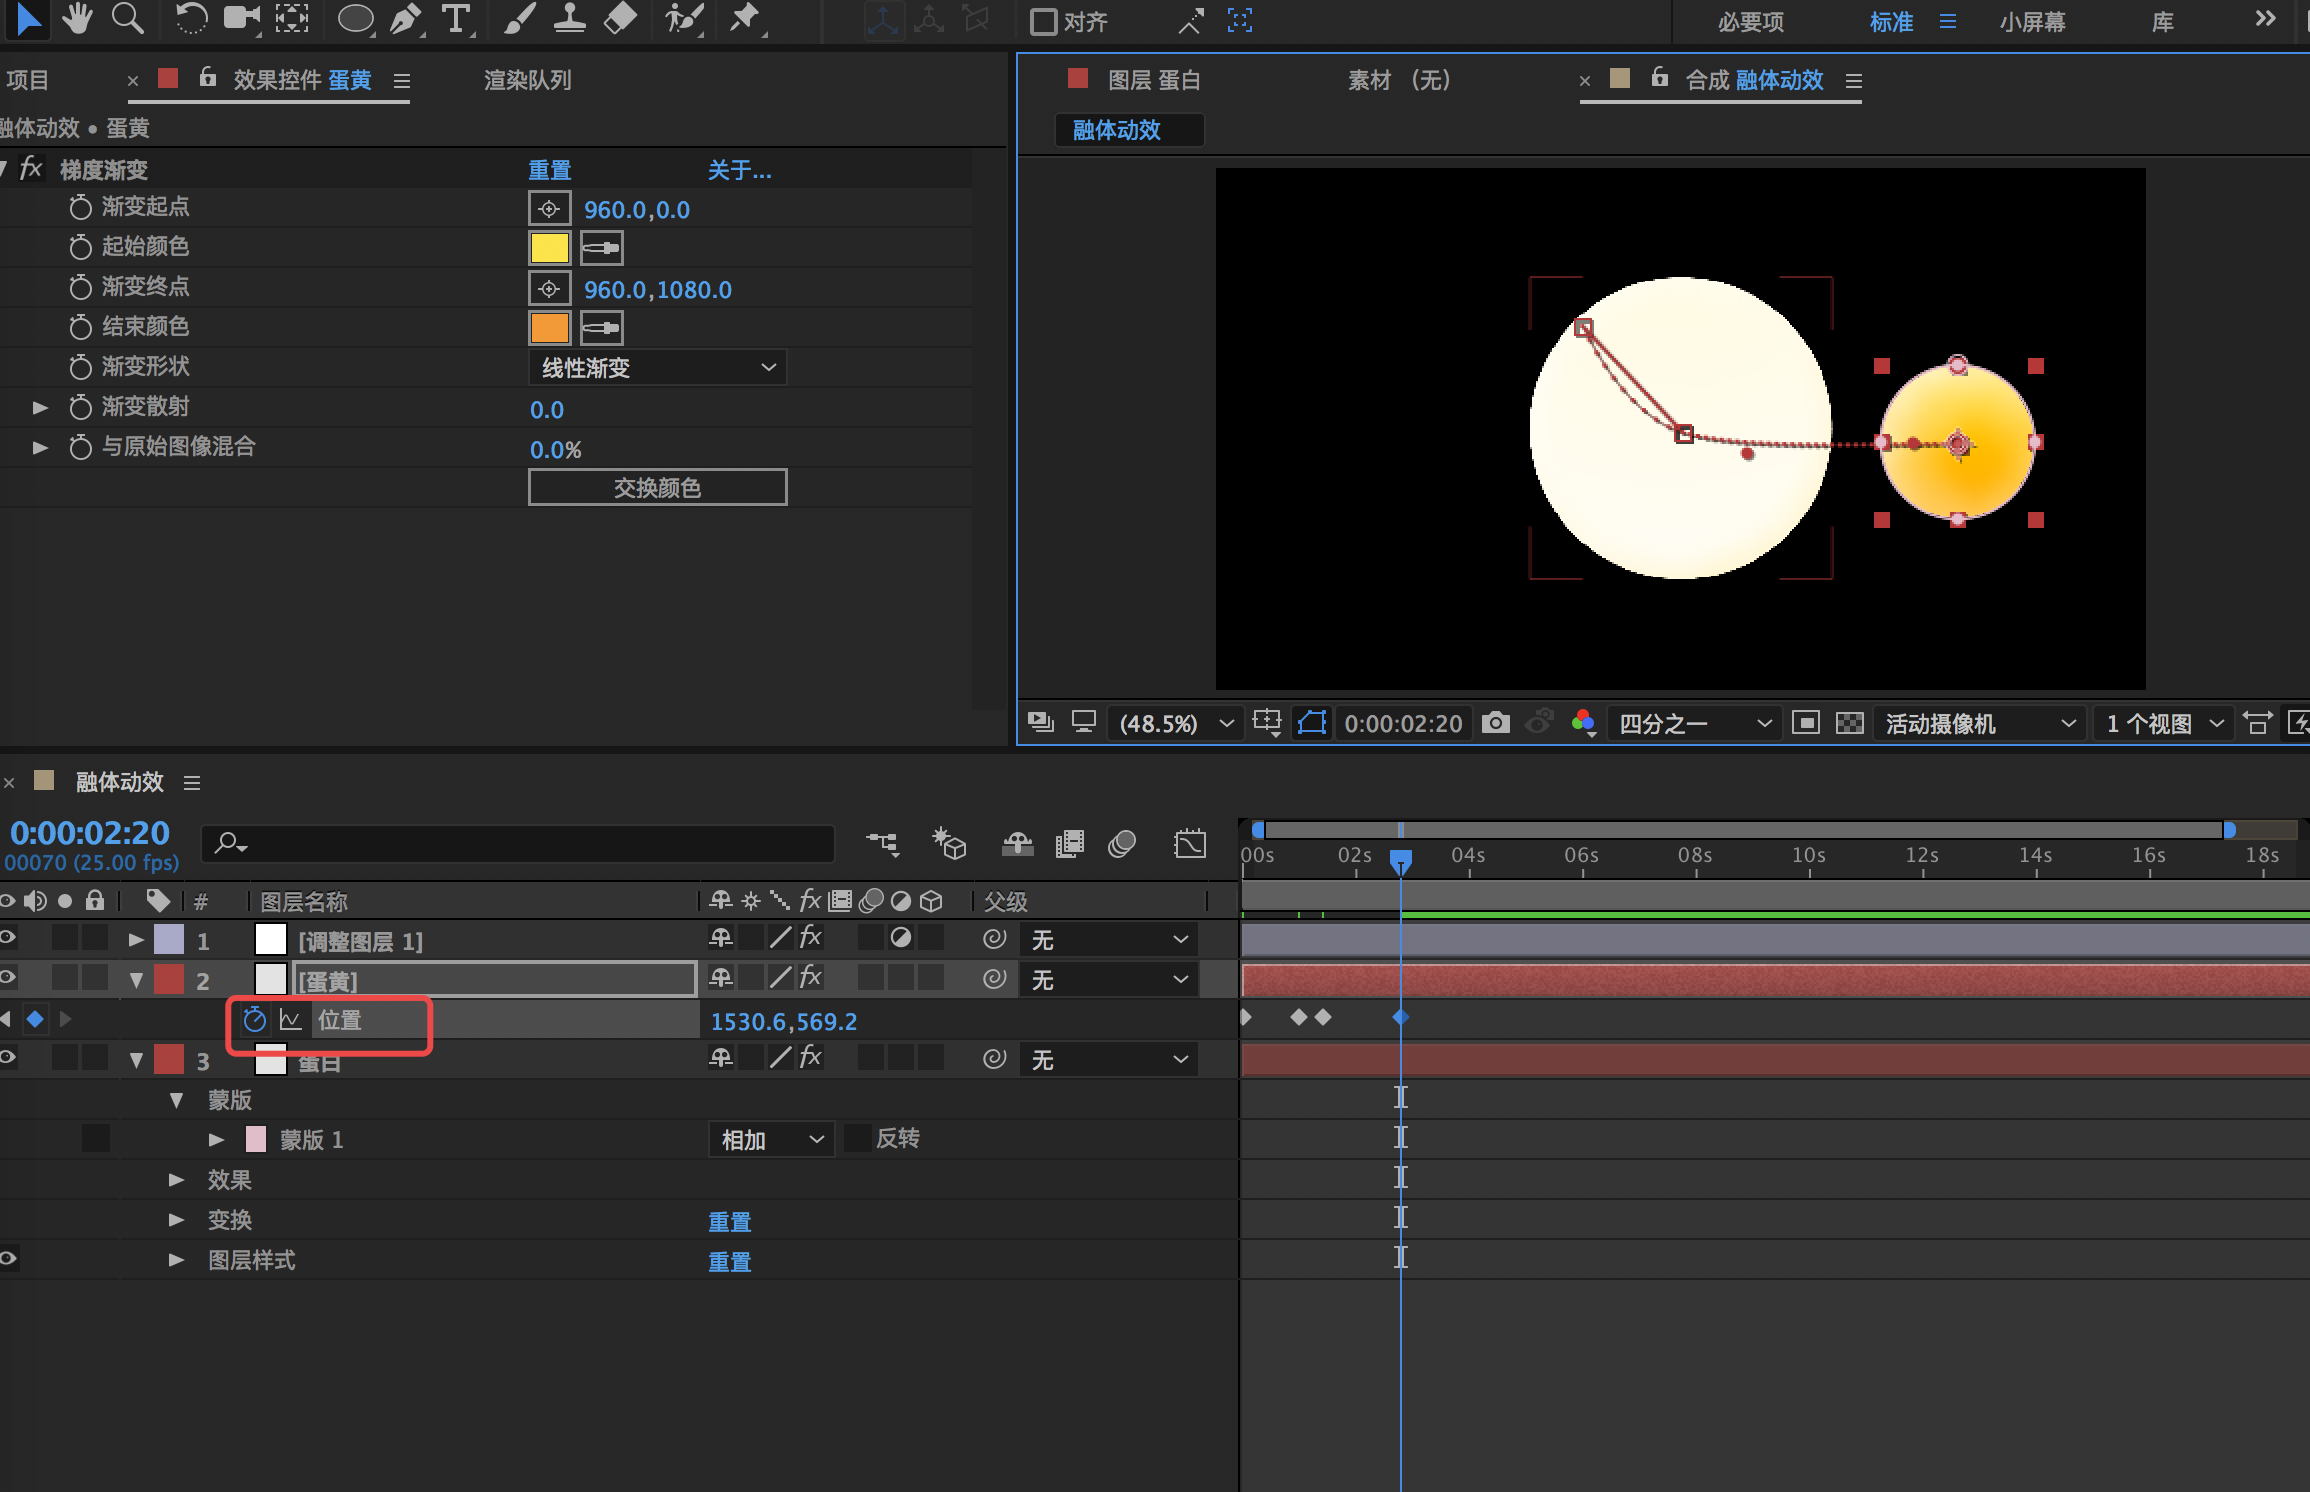 对齐 必要项 标准 小屏幕 库
项目 效果控件 蛋黄 渲染队列
融体动效 • 蛋黄
fx 梯度渐变 重置 关于...
渐变起点 960.0,0.0
起始颜色
渐变终点 960.0,1080.0
结束颜色
渐变形状 线性渐变
渐变散射 0.0
与原始图像混合 0.0%
交换颜色
图层 蛋白 素材 （无） 合成 融体动效
融体动效
(48.5%) 0:00:02:20 四分之一 活动摄像机 1 个视图
融体动效
0:00:02:20
00070 (25.00 fps)
00s 02s 04s 06s 08s 10s 12s 14s 16s 18s
# 图层名称 fx 父级
1 [调整图层 1] fx 无
2 [蛋黄] fx 无
位置 1530.6,569.2
3 蛋白 fx 无
蒙版
蒙版 1 相加 反转
效果
变换 重置
图层样式 重置